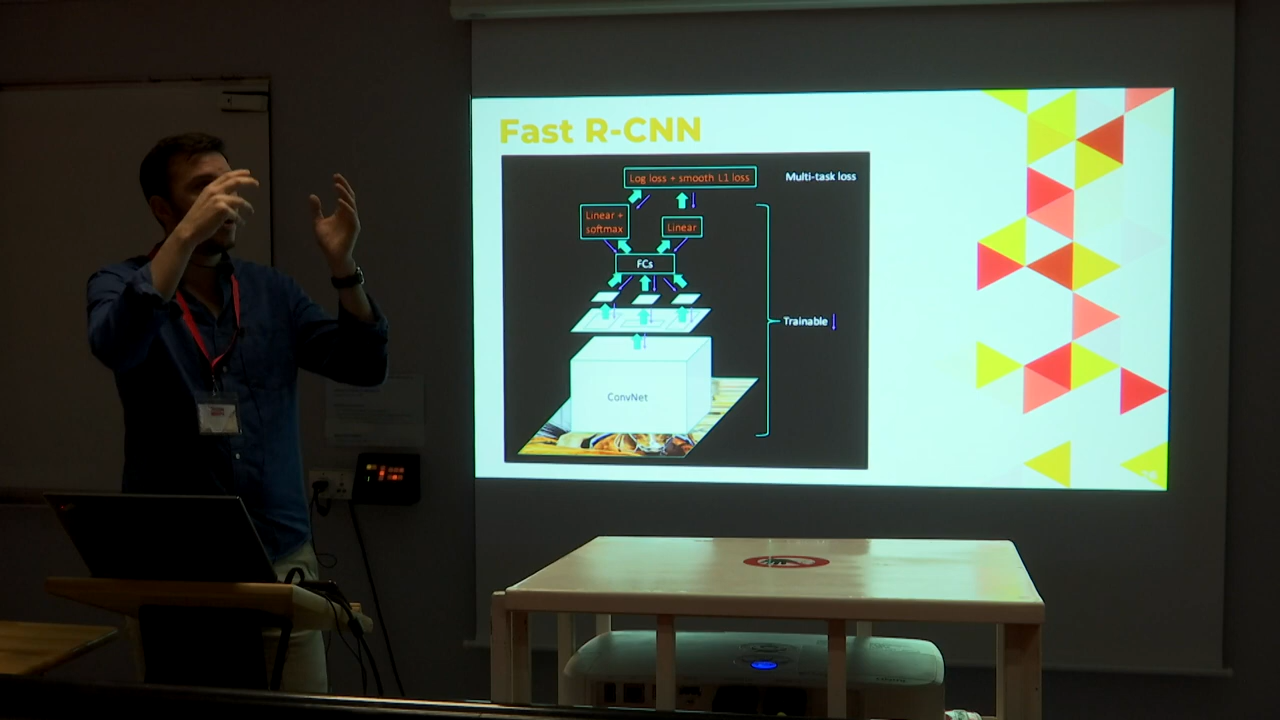 Fast R-CNN
Log loss + smooth L1 loss
Multi-task loss
Linear +
softmax
Linear
FCs
Trainable
ConvNet